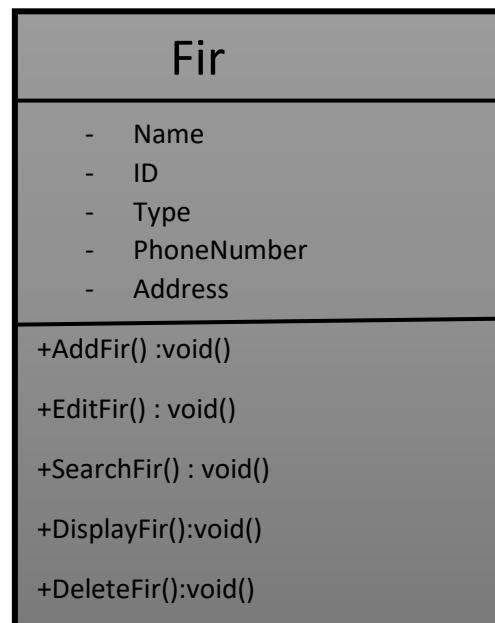 Fir
- Name
- ID
- Type
- PhoneNumber
- Address
+AddFir() :void()
+EditFir() : void()
+SearchFir() : void()
+DisplayFir():void()
+DeleteFir():void()